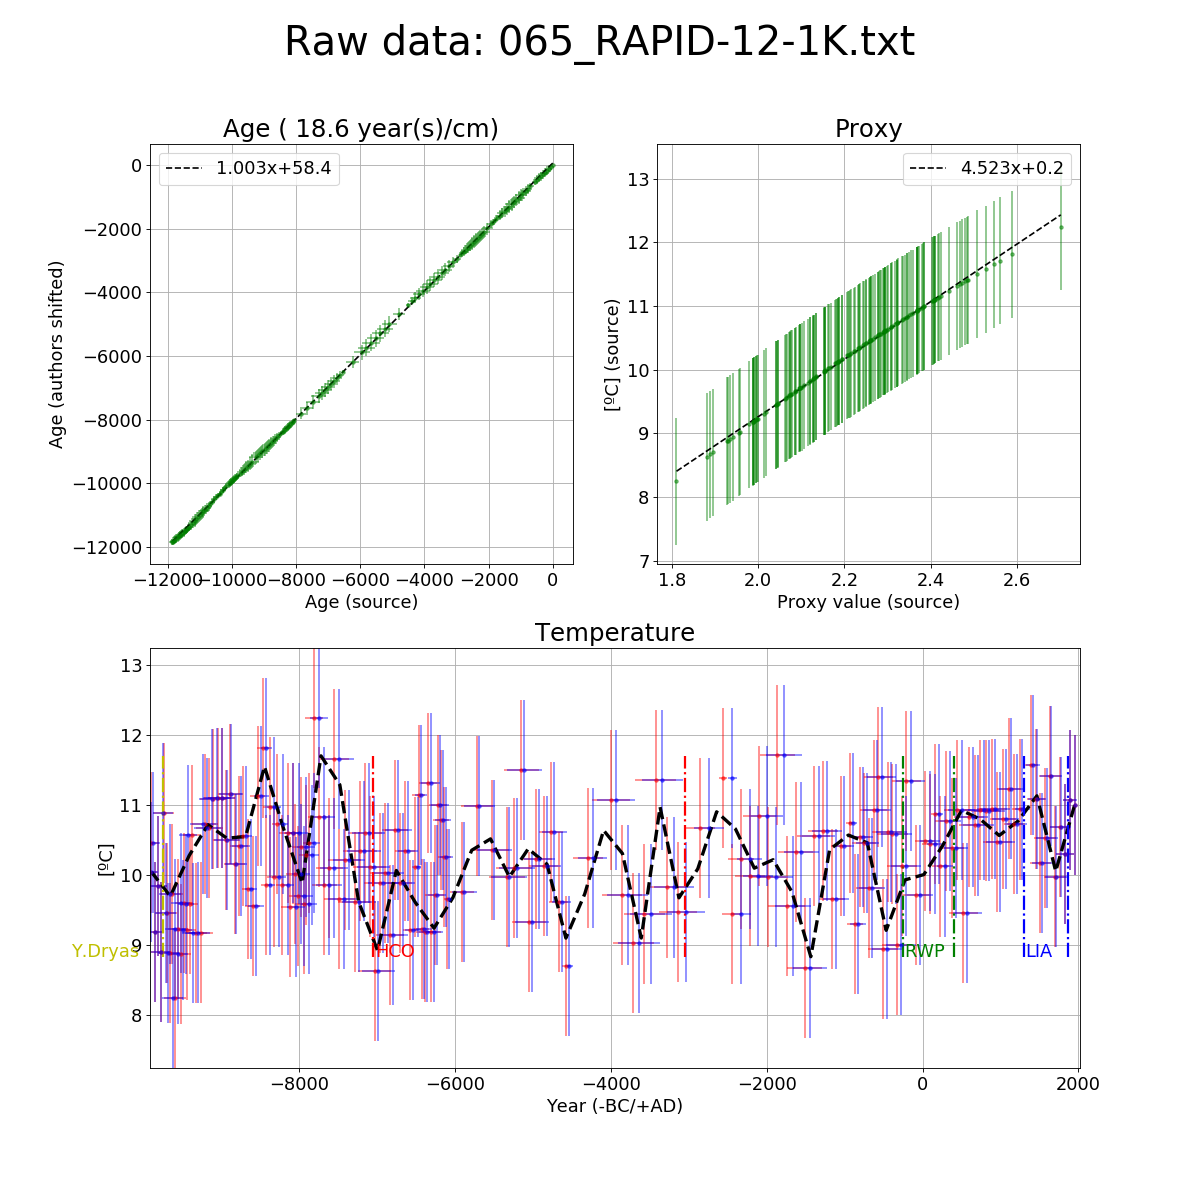 Raw data: 065_RAPID-12-1K.txt
Age ( 18.6 year(s)/cm)
1.003x+58.4
0
−2000
−4000
−6000
−8000
−10000
−12000
Age (authors shifted)
−12000 −10000 −8000 −6000 −4000 −2000 0
Age (source)
Proxy
4.523x+0.2
13
12
11
10
9
8
7
[ºC] (source)
1.8 2.0 2.2 2.4 2.6
Proxy value (source)
Temperature
13
12
11
10
9
8
[ºC]
Y.Dryas
HCO
RWP
LIA
−8000 −6000 −4000 −2000 0 2000
Year (-BC/+AD)